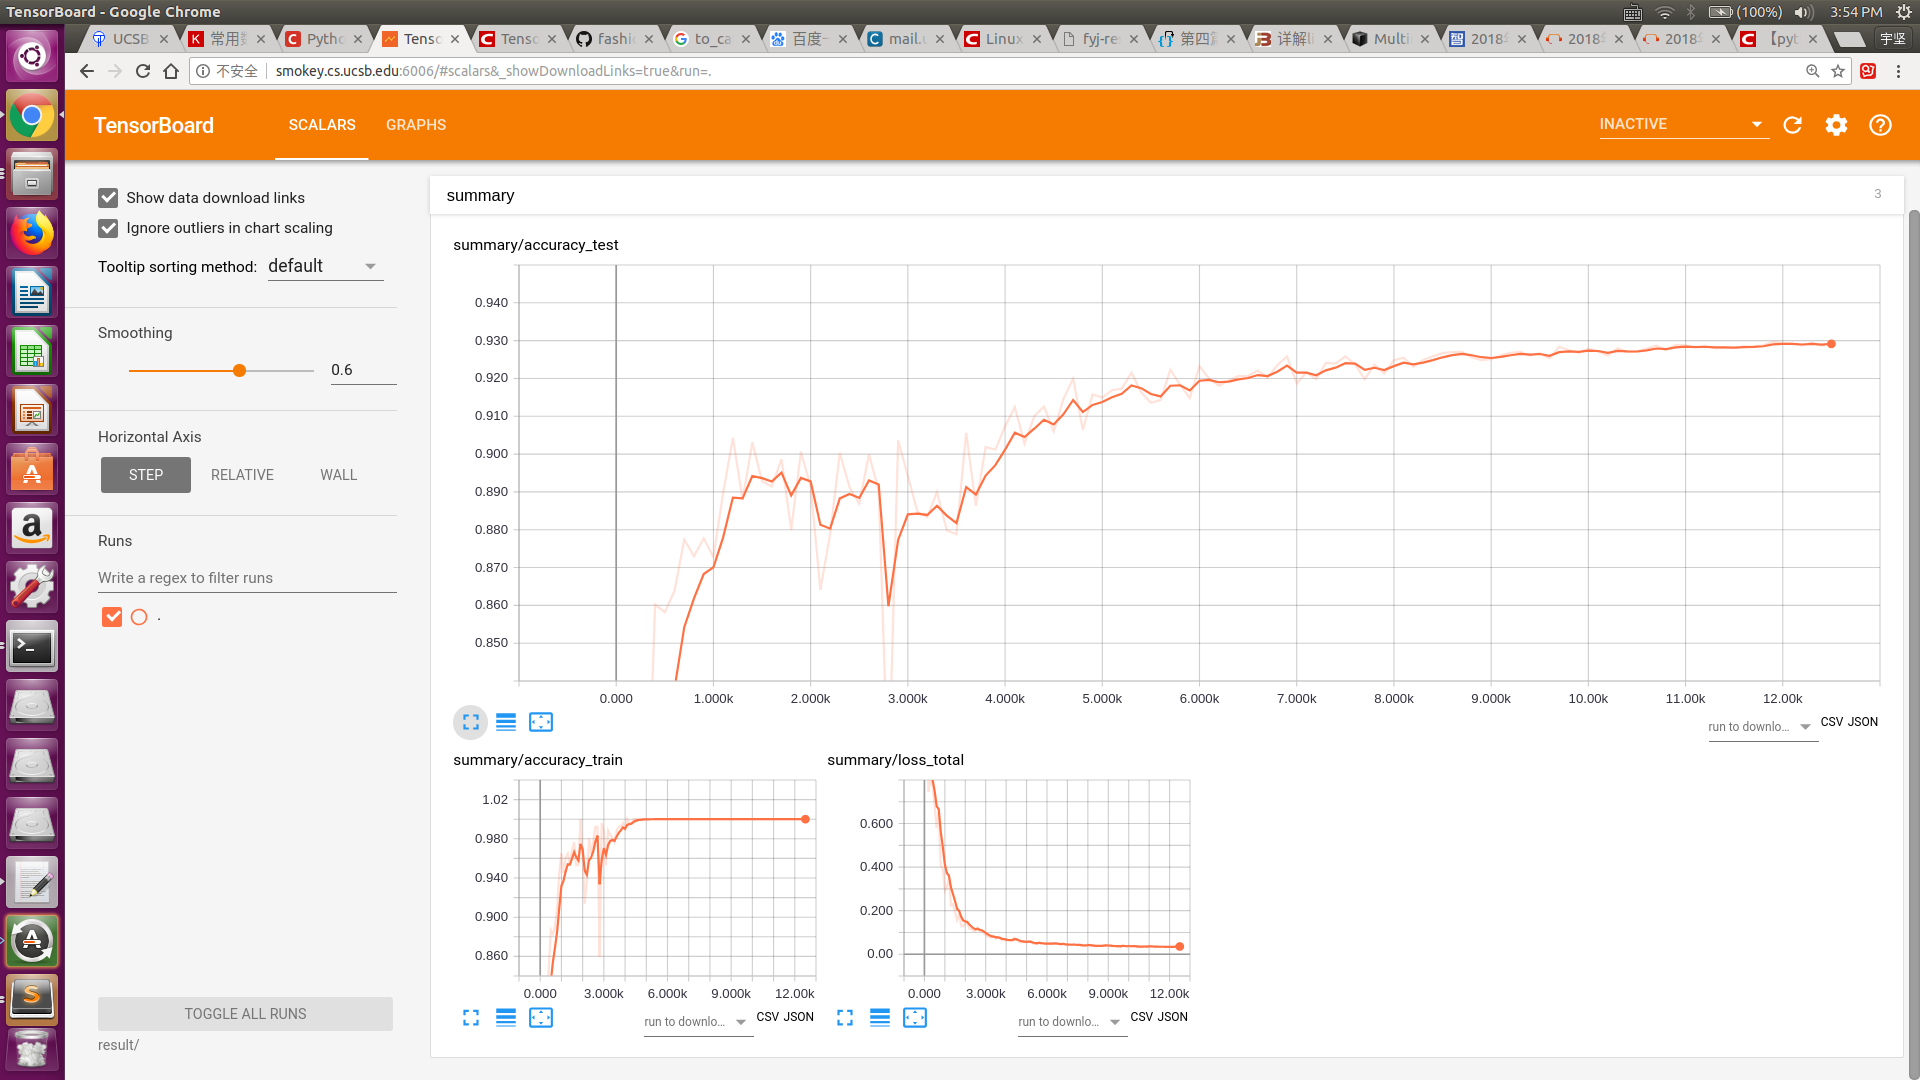 TensorBoard - Google Chrome
(100%) 3:54 PM
UCSB
常用
Pytho
Tenso
Tenso
fashi
to_ca
百度一
mail.u
Linux
fyj-re
第四
详解l
Multi
2018
2018
2018
【pyt
宇坚
不安全 smokey.cs.ucsb.edu:6006/#scalars&_showDownloadLinks=true&run=.
TensorBoard SCALARS GRAPHS INACTIVE
Show data download links
Ignore outliers in chart scaling
Tooltip sorting method: default
Smoothing
0.6
Horizontal Axis
STEP RELATIVE WALL
Runs
Write a regex to filter runs
.
TOGGLE ALL RUNS
result/
summary 3
summary/accuracy_test
0.940
0.930
0.920
0.910
0.900
0.890
0.880
0.870
0.860
0.850
0.000 1.000k 2.000k 3.000k 4.000k 5.000k 6.000k 7.000k 8.000k 9.000k 10.00k 11.00k 12.00k
run to downlo... CSV JSON
summary/accuracy_train
1.02
0.980
0.940
0.900
0.860
0.000 3.000k 6.000k 9.000k 12.00k
run to downlo... CSV JSON
summary/loss_total
0.600
0.400
0.200
0.00
0.000 3.000k 6.000k 9.000k 12.00k
run to downlo... CSV JSON